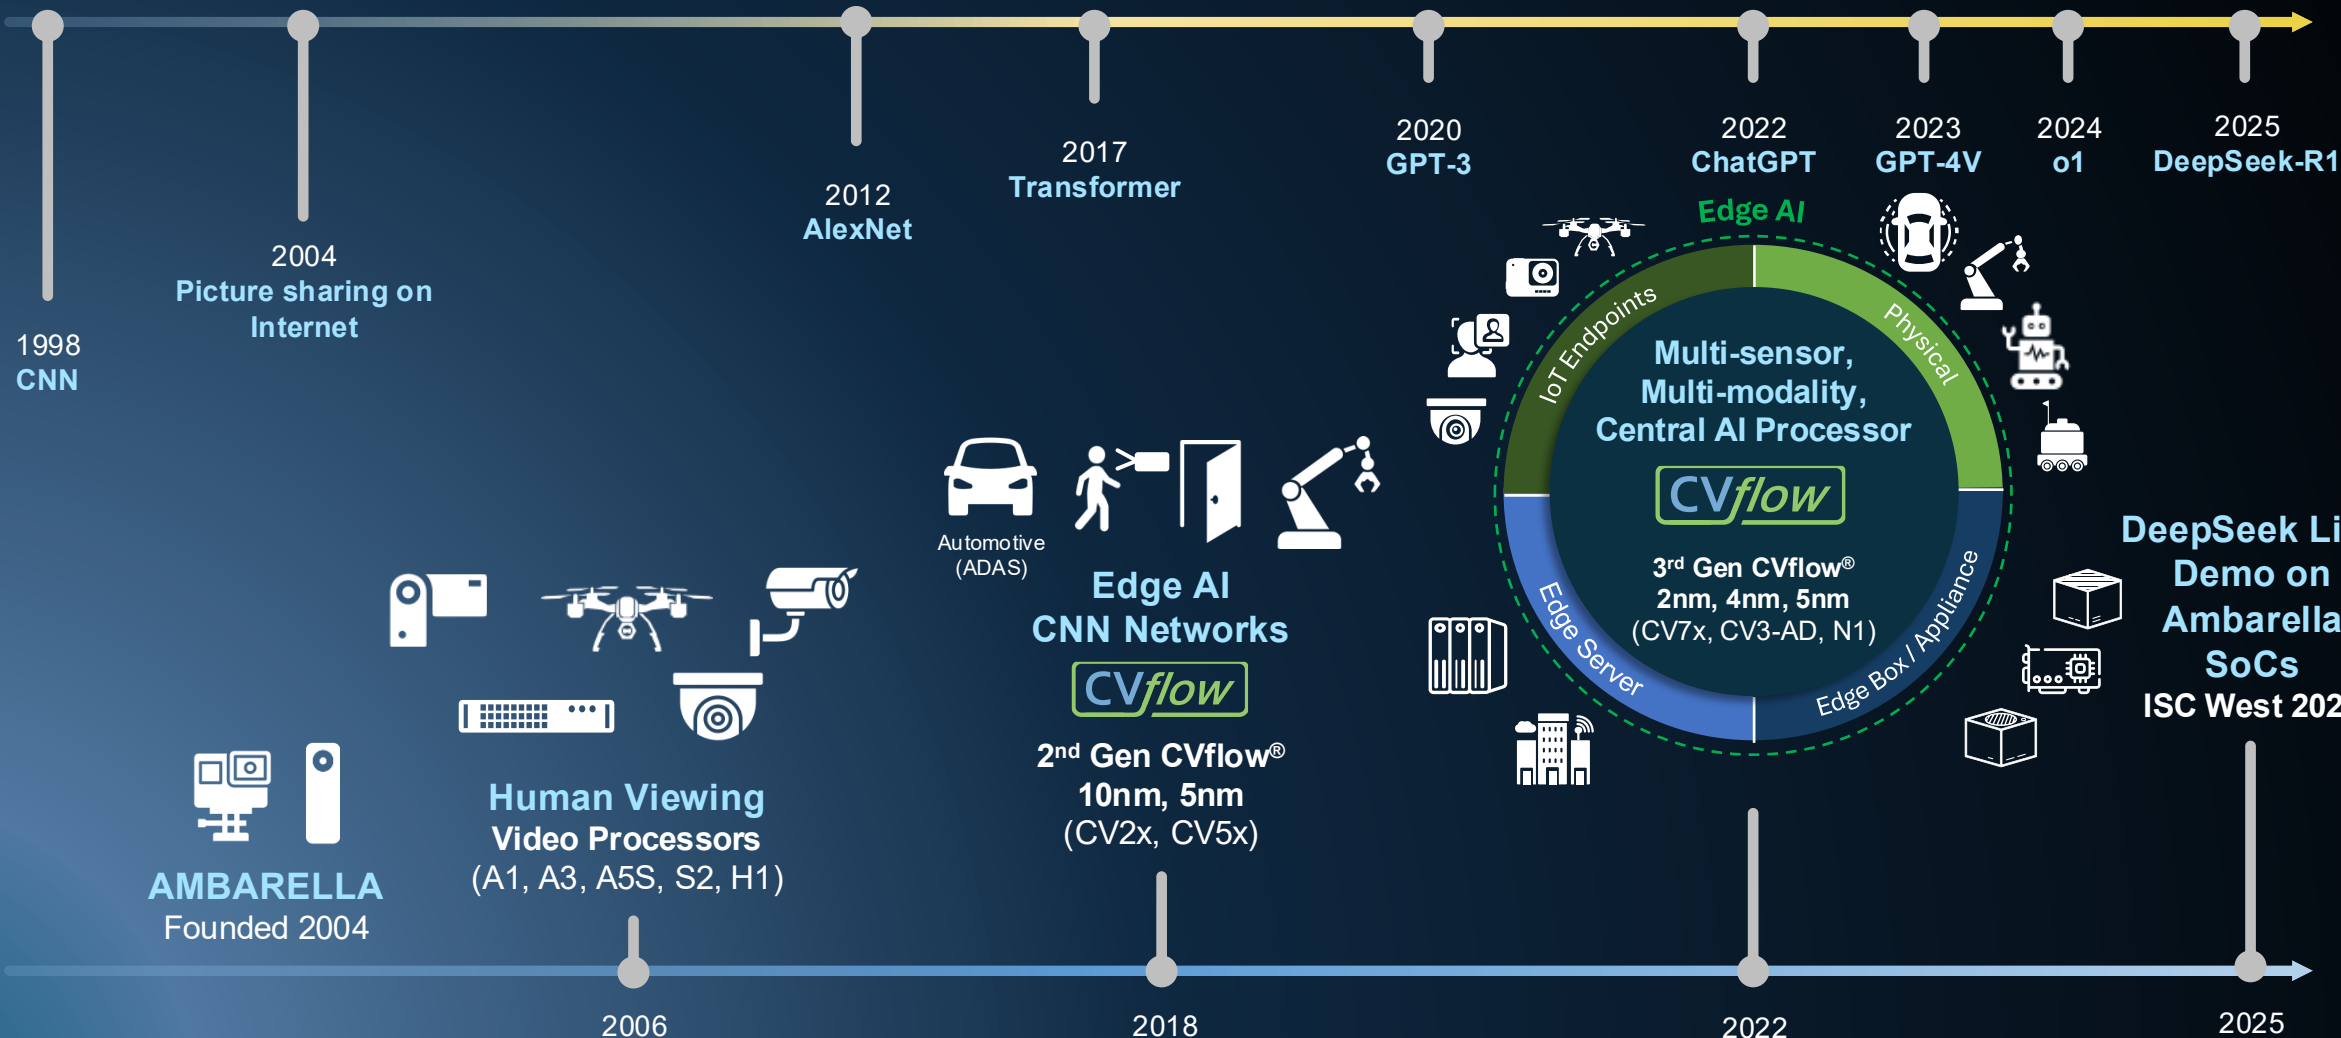 1998
CNN
2004
Picture sharing on
Internet
2012
AlexNet
2017
Transformer
2020
GPT-3
2022
ChatGPT
2023
GPT-4V
2024
o1
2025
DeepSeek-R1
AMBARELLA
Founded 2004
Human Viewing
Video Processors
(A1, A3, A5S, S2, H1)
Automotive
(ADAS)
Edge AI
CNN Networks
CVflow
2nd Gen CVflow®
10nm, 5nm
(CV2x, CV5x)
Edge AI
IoT Endpoints
Physical
Edge Server
Edge Box / Appliance
Multi-sensor,
Multi-modality,
Central AI Processor
CVflow
3rd Gen CVflow®
2nm, 4nm, 5nm
(CV7x, CV3-AD, N1)
DeepSeek
Demo on
Ambarella
SoCs
ISC West
2006
2018
2022
2025